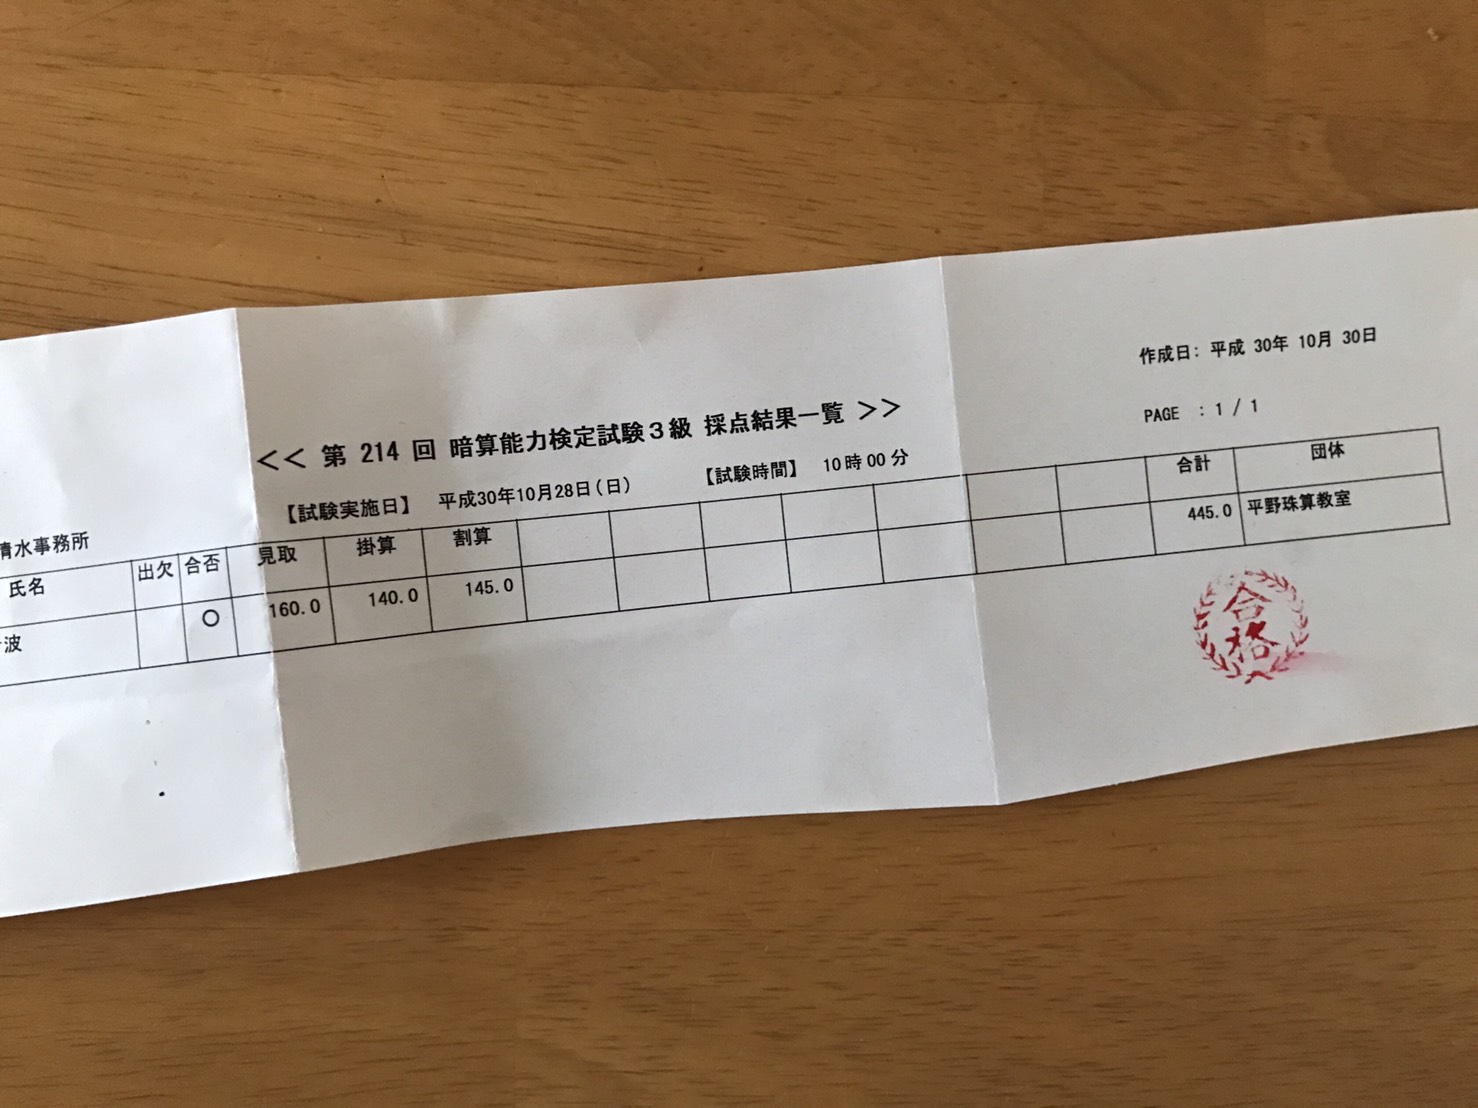 作成日: 平成 30年 10月 30日
<< 第 214 回 暗算能力検定試験３級 採点結果一覧 >>
PAGE : 1 / 1
【試験実施日】 平成30年10月28日(日) 【試験時間】 10時00分
清水事務所
氏名 出欠 合否 見取 掛算 割算 合計 団体
波 ○ 160.0 140.0 145.0 445.0 平野珠算教室
合格